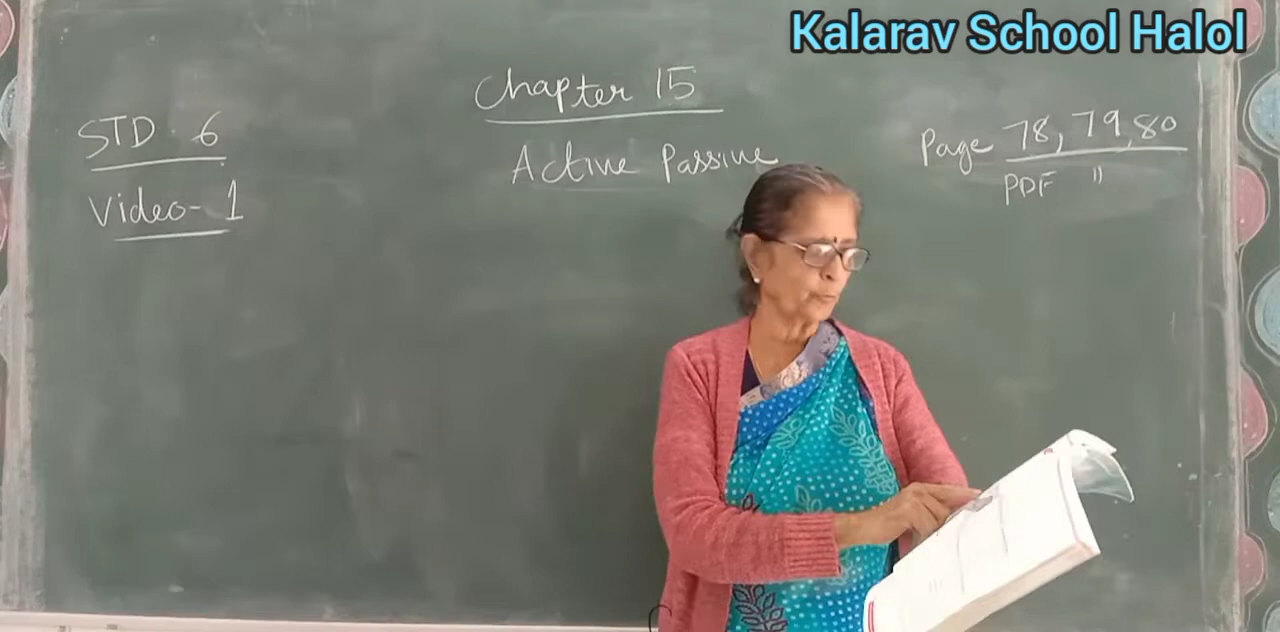 Kalarav School Halol
Chapter 15
STD 6
Active Passive
Page 78, 79, 80
PDF "
Video- 1